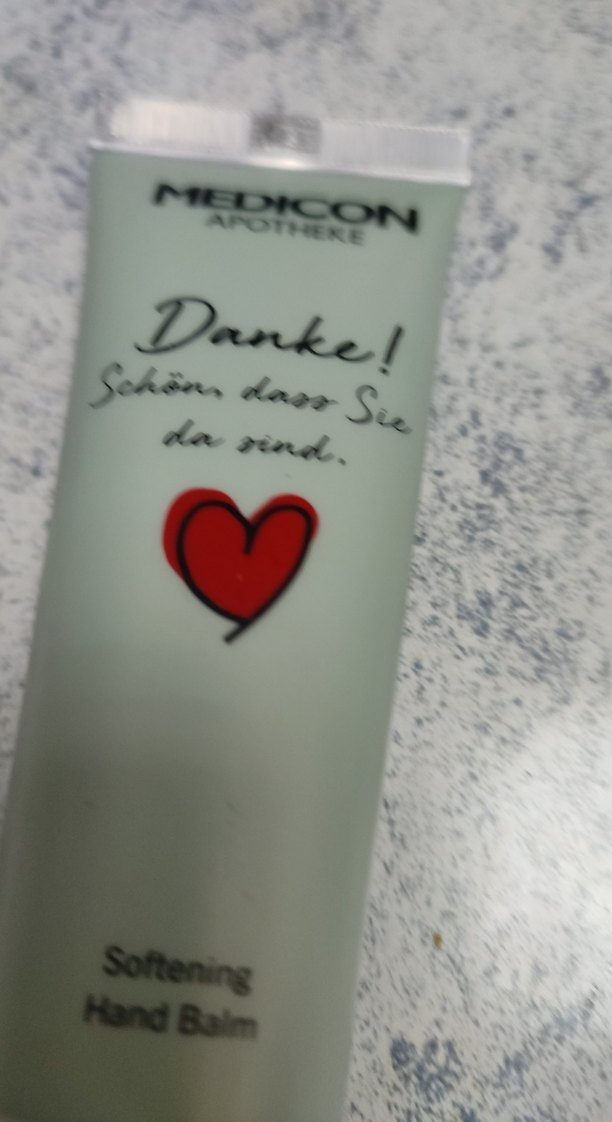 MEDICON
APOTHEKE
Danke!
Schön, dass Sie
da sind.
Softening
Hand Balm